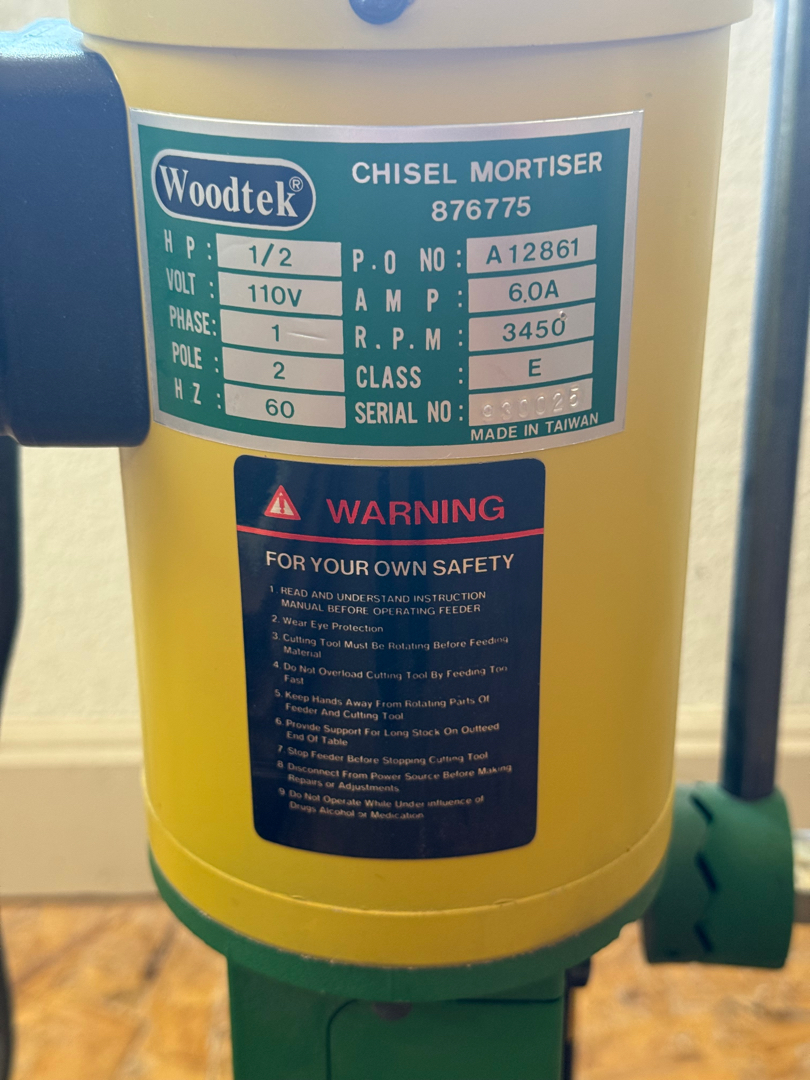 Woodtek®
CHISEL MORTISER
876775
H P : 1/2
P.O NO : A12861
VOLT : 110V
A M P : 6.0A
PHASE: 1
R.P.M : 3450
POLE : 2
CLASS : E
H Z : 60
SERIAL NO : 930025
MADE IN TAIWAN
WARNING
FOR YOUR OWN SAFETY
1. READ AND UNDERSTAND INSTRUCTION
MANUAL BEFORE OPERATING FEEDER
2. Wear Eye Protection
3. Cutting Tool Must Be Rotating Before Feeding
Material
4. Do Not Overload Cutting Tool By Feeding Too
Fast
5. Keep Hands Away From Rotating Parts Of
Feeder And Cutting Tool
6. Provide Support For Long Stock On Outfeed
End Of Table
7. Stop Feeder Before Stopping Cutting Tool
8. Disconnect From Power Source Before Making
Repairs or Adjustments
9. Do Not Operate While Under influence of
Drugs Alcohol or Medication